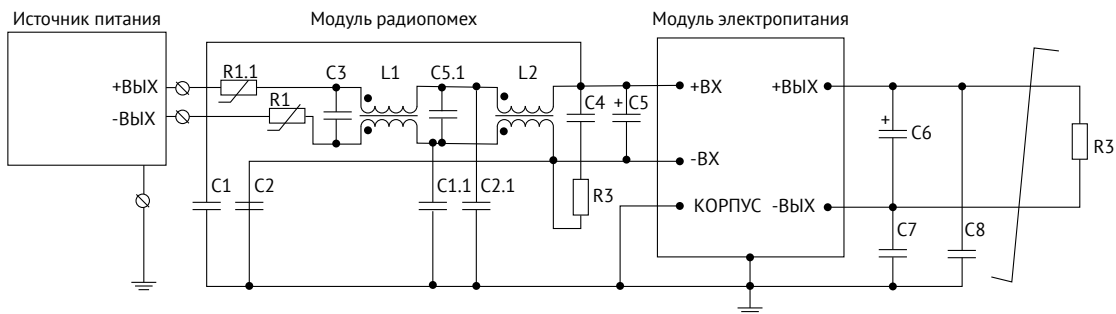 Источник питания
Модуль радиопомех
Модуль электропитания
R1.1
C3
L1
C5.1
L2
+ВЫХ
-ВЫХ
R1
C4
+
C5
+ВХ
+ВЫХ
+
C6
R3
-ВХ
C1
C2
C1.1
C2.1
R3
КОРПУС
-ВЫХ
C7
C8